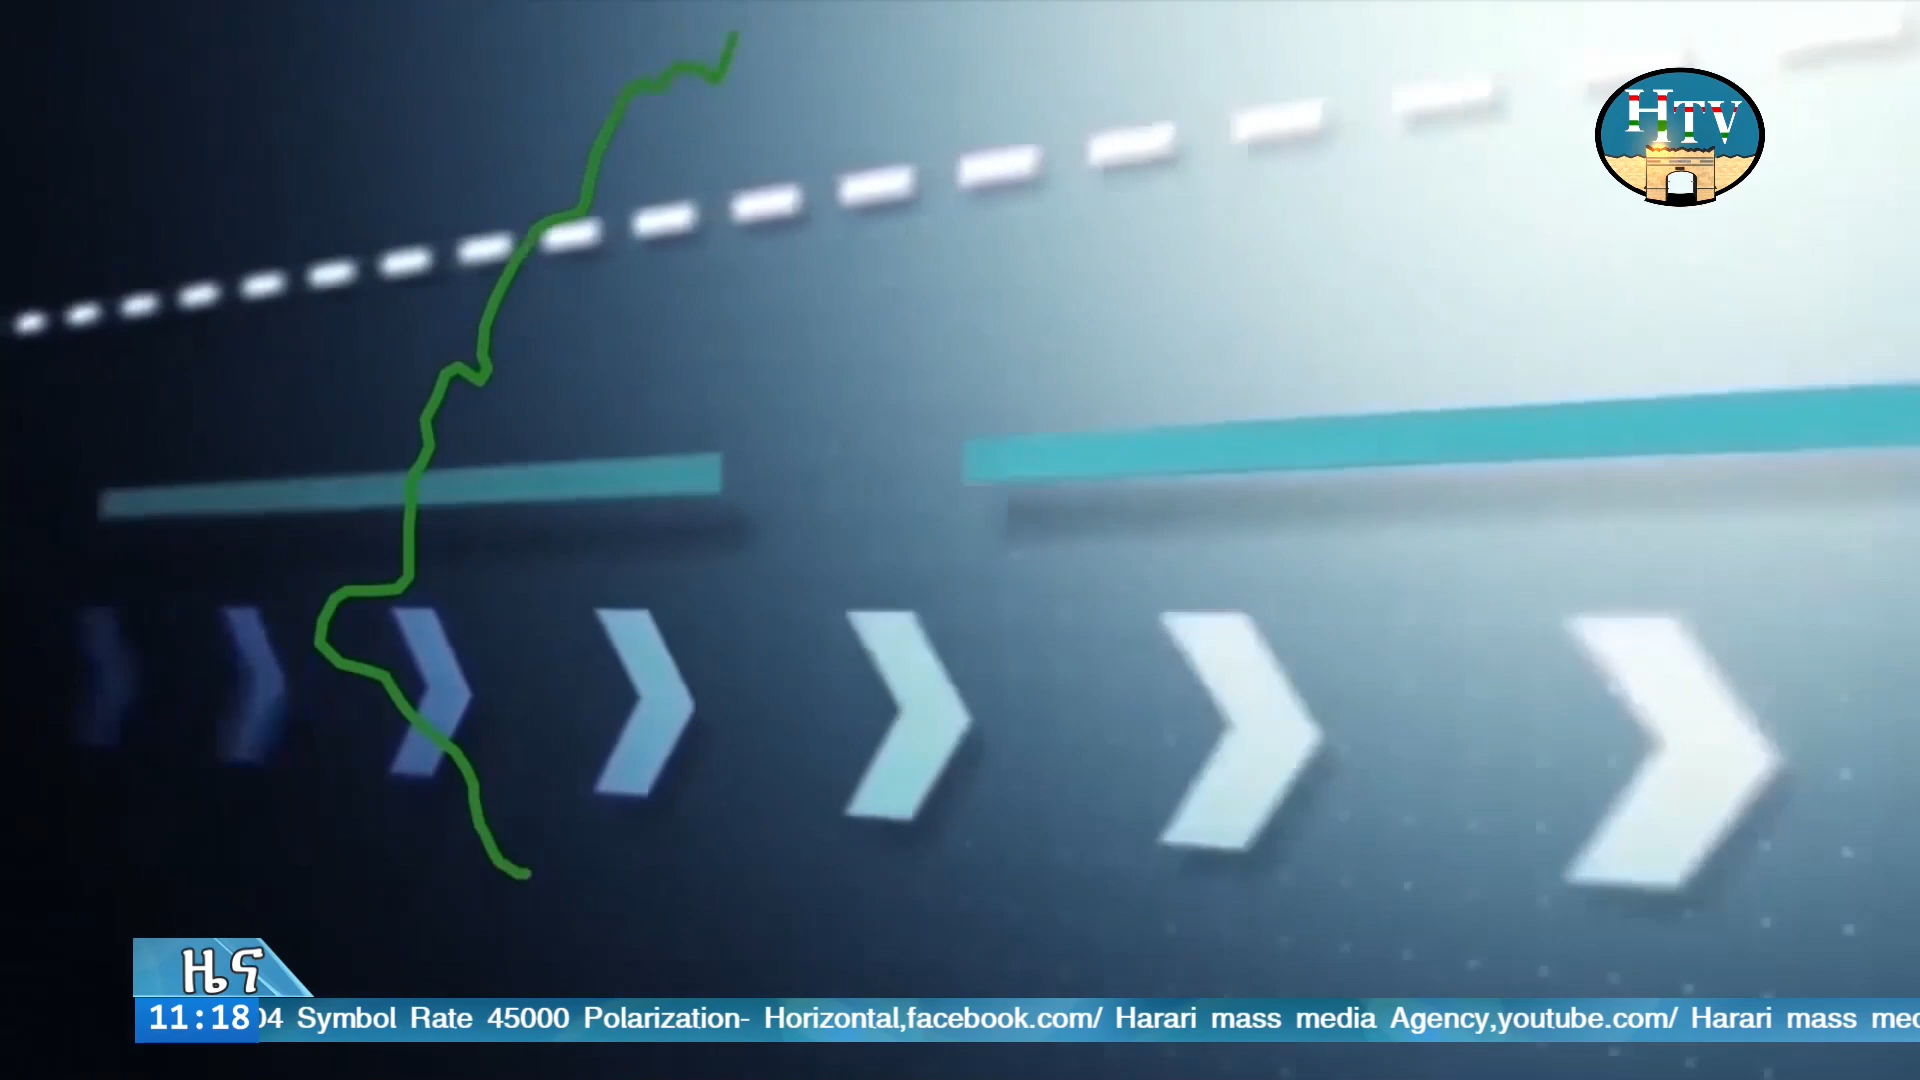 HTV
ዜና
11:18
04 Symbol Rate 45000 Polarization- Horizontal,facebook.com/ Harari mass media Agency,youtube.com/ Harari mass